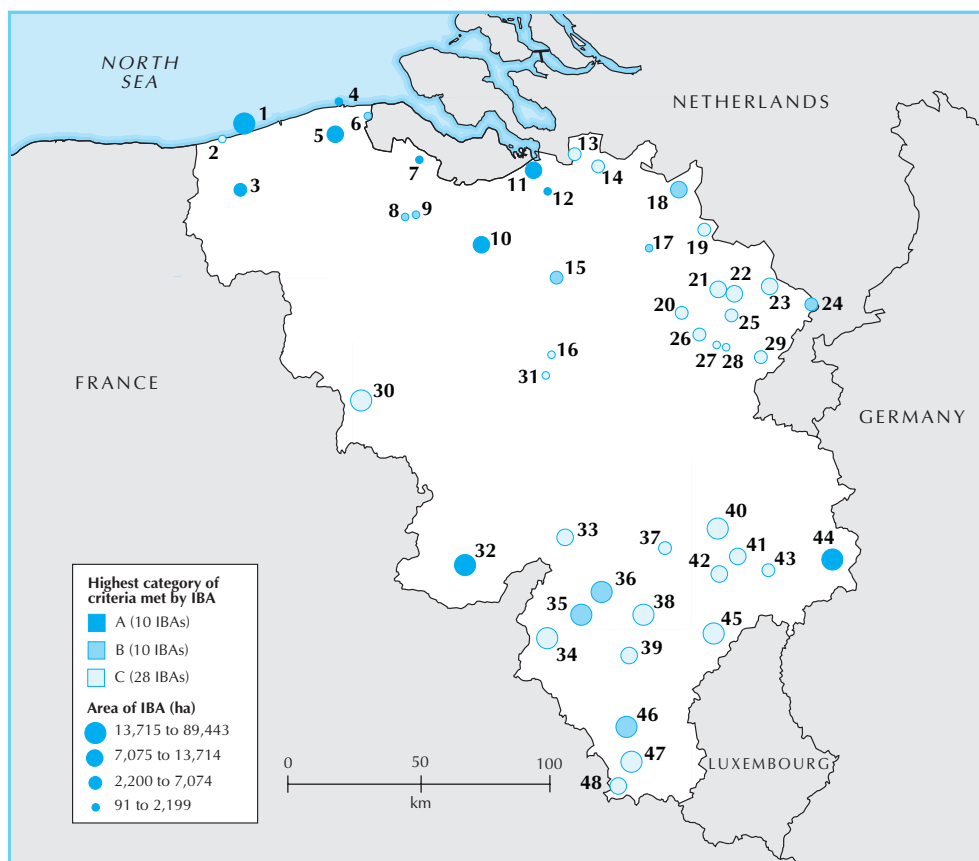 NORTH
SEA
NETHERLANDS
FRANCE
GERMANY
LUXEMBOURG
1
2
3
4
5
6
7
8
9
10
11
12
13
14
15
16
17
18
19
20
21
22
23
24
25
26
27
28
29
30
31
32
33
34
35
36
37
38
39
40
41
42
43
44
45
46
47
48
Highest category of
criteria met by IBA
A (10 IBAs)
B (10 IBAs)
C (28 IBAs)
Area of IBA (ha)
13,715 to 89,443
7,075 to 13,714
2,200 to 7,074
91 to 2,199
0 50 100
km